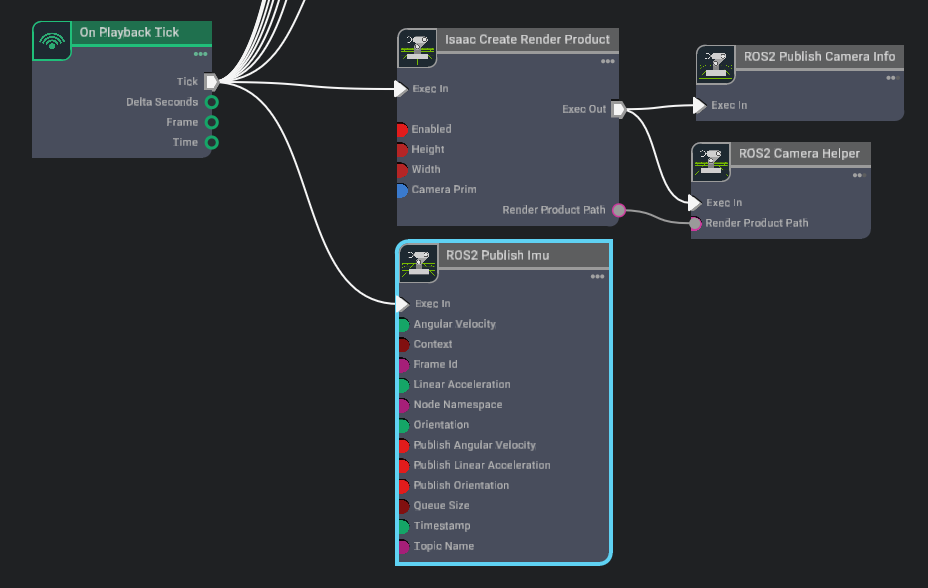 On Playback Tick
Tick
Delta Seconds
Frame
Time
Isaac Create Render Product
Exec In
Exec Out
Enabled
Height
Width
Camera Prim
Render Product Path
ROS2 Publish Camera Info
Exec In
ROS2 Camera Helper
Exec In
Render Product Path
ROS2 Publish Imu
Exec In
Angular Velocity
Context
Frame Id
Linear Acceleration
Node Namespace
Orientation
Publish Angular Velocity
Publish Linear Acceleration
Publish Orientation
Queue Size
Timestamp
Topic Name